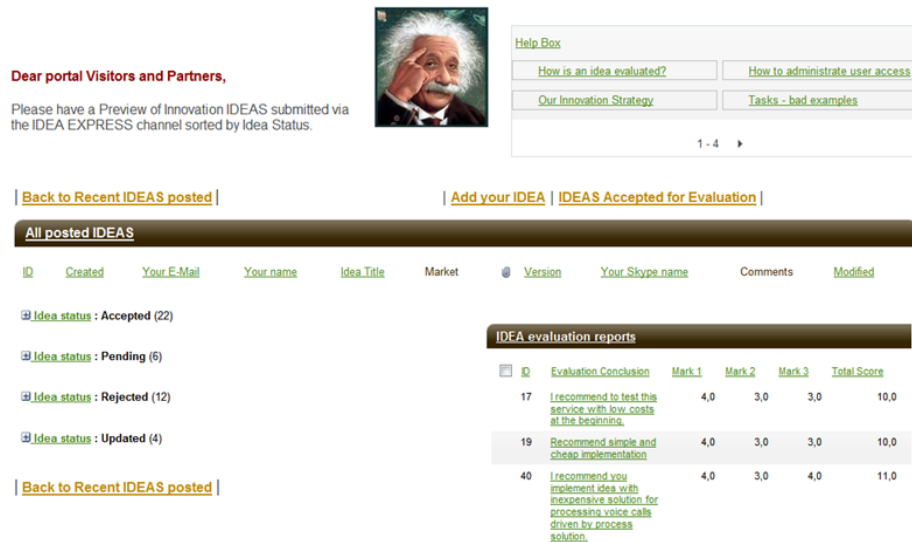 Help Box
How is an idea evaluated?
How to administrate user access
Our Innovation Strategy
Tasks - bad examples
1 - 4
Dear portal Visitors and Partners,
Please have a Preview of Innovation IDEAS submitted via
the IDEA EXPRESS channel sorted by Idea Status.
| Back to Recent IDEAS posted |
| Add your IDEA | IDEAS Accepted for Evaluation |
All posted IDEAS
ID Created Your E-Mail Your name Idea Title Market Version Your Skype name Comments Modified
Idea status : Accepted (22)
Idea status : Pending (6)
Idea status : Rejected (12)
Idea status : Updated (4)
| Back to Recent IDEAS posted |
IDEA evaluation reports
ID Evaluation Conclusion Mark 1 Mark 2 Mark 3 Total Score
17 I recommend to test this 4,0 3,0 3,0 10,0
service with low costs
at the beginning.
19 Recommend simple and 4,0 3,0 3,0 10,0
cheap implementation
40 I recommend you 4,0 3,0 4,0 11,0
implement idea with
inexpensive solution for
processing voice calls
driven by process
solution.